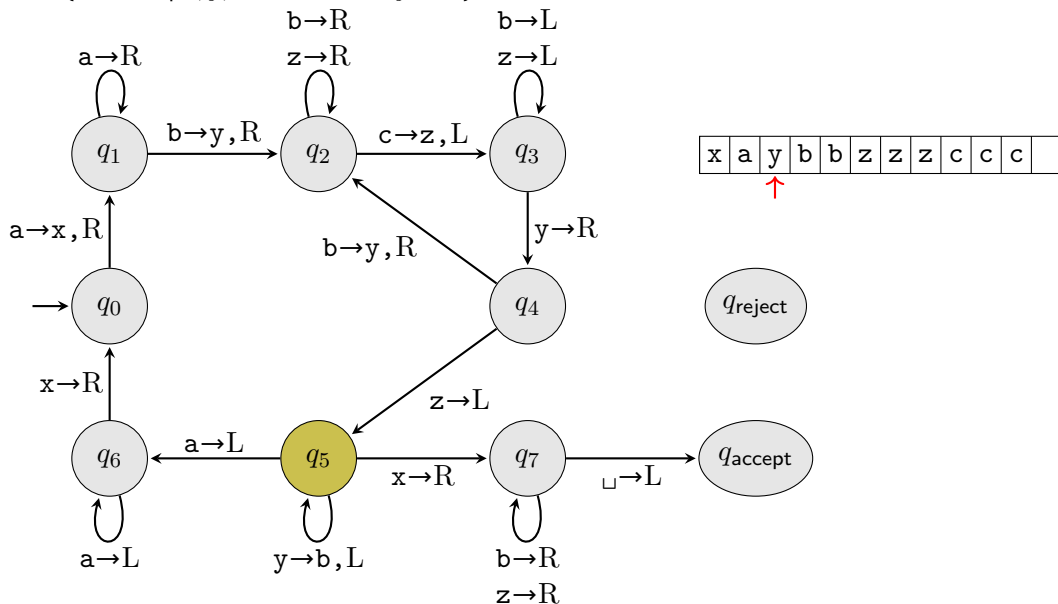 b→R
b→L
a→R
z→R
z→L
q1
b→y,R
q2
c→z,L
q3
x a y b b z z z c c c
a→x,R
b→y,R
y→R
q0
q4
qreject
x→R
z→L
q6
a→L
q5
x→R
q7
␣→L
qaccept
a→L
y→b,L
b→R
z→R